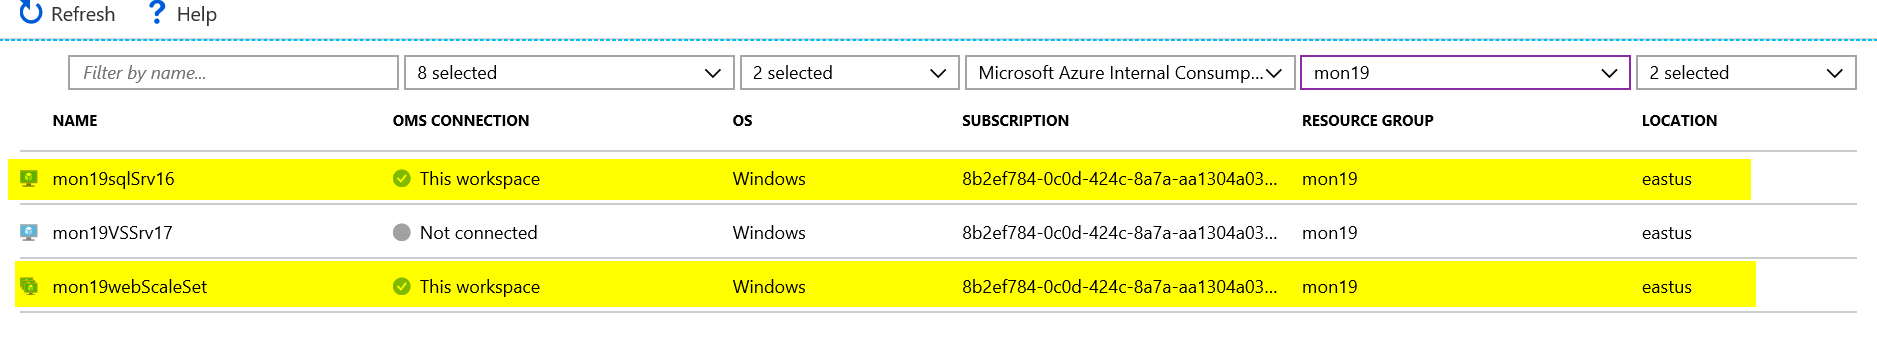 Refresh Help
Filter by name... 8 selected 2 selected Microsoft Azure Internal Consump... mon19 2 selected
NAME OMS CONNECTION OS SUBSCRIPTION RESOURCE GROUP LOCATION
mon19sqlSrv16 This workspace Windows 8b2ef784-0c0d-424c-8a7a-aa1304a03... mon19 eastus
mon19VSSrv17 Not connected Windows 8b2ef784-0c0d-424c-8a7a-aa1304a03... mon19 eastus
mon19webScaleSet This workspace Windows 8b2ef784-0c0d-424c-8a7a-aa1304a03... mon19 eastus